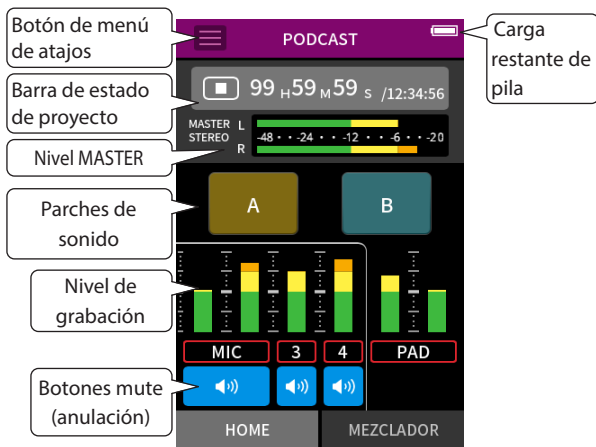 Botón de menú
de atajos
PODCAST
Carga
restante de
pila
Barra de estado
de proyecto
99 H 59 M 59 S /12:34:56
MASTER
STEREO
L
R
-48 · · -24 · · -12 · · -6 · · -20
Nivel MASTER
Parches de
sonido
A
B
Nivel de
grabación
MIC
3
4
PAD
Botones mute
(anulación)
HOME
MEZCLADOR